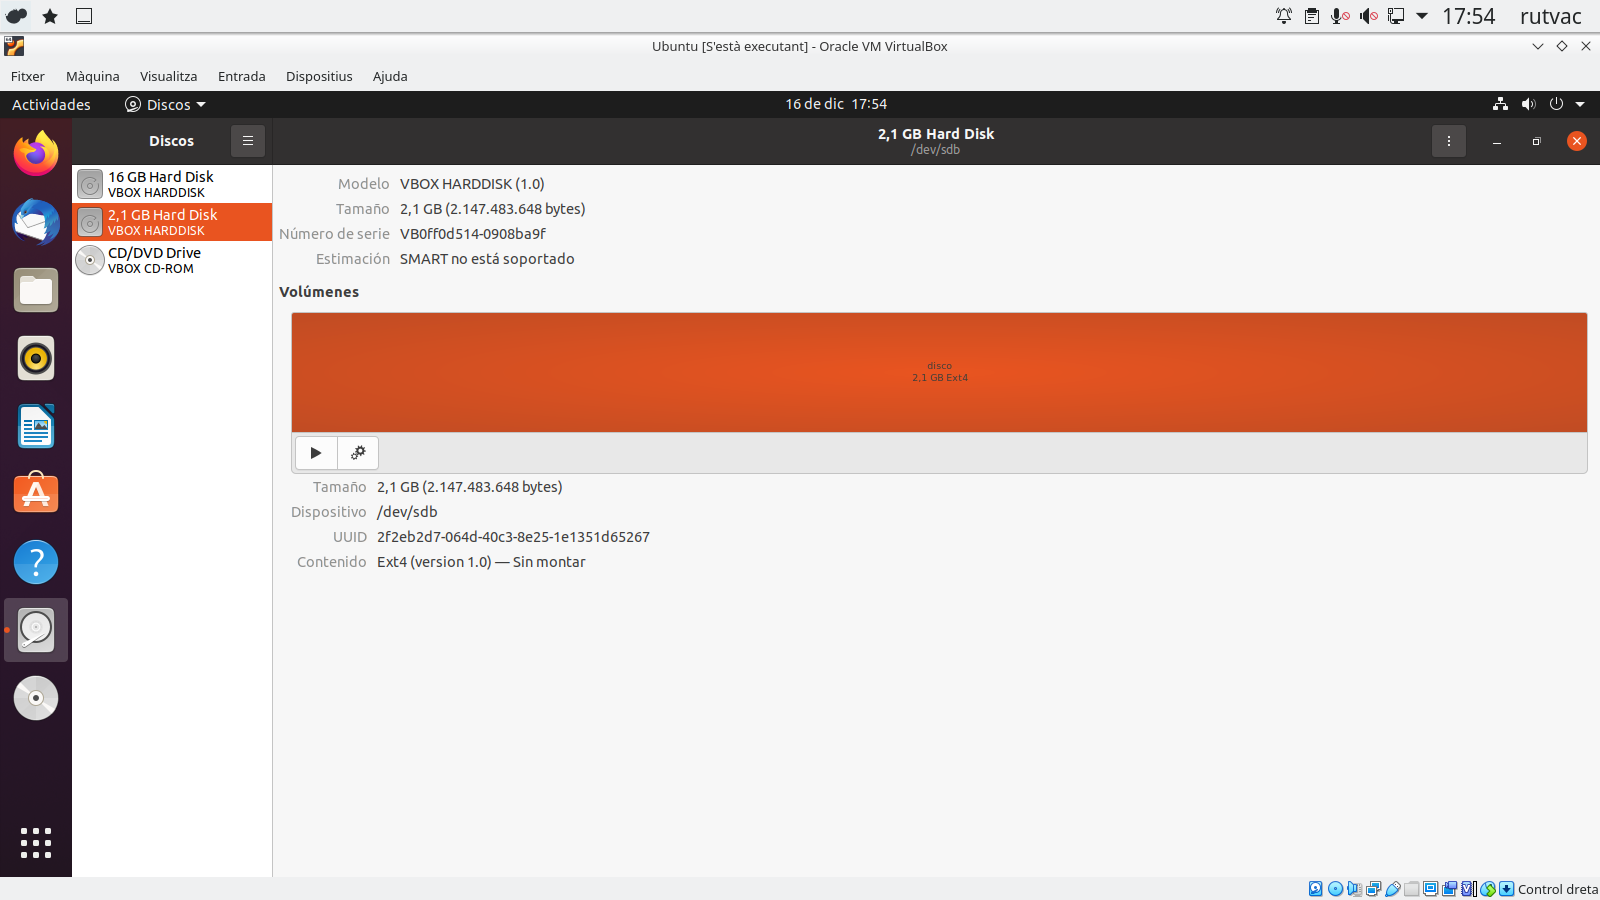 17:54 rutvac
Ubuntu [S'està executant] - Oracle VM VirtualBox
Fitxer Màquina Visualitza Entrada Dispositius Ajuda
Actividades Discos 16 de dic 17:54
Discos
2,1 GB Hard Disk
/dev/sdb
16 GB Hard Disk
VBOX HARDDISK
2,1 GB Hard Disk
VBOX HARDDISK
CD/DVD Drive
VBOX CD-ROM
Modelo VBOX HARDDISK (1.0)
Tamaño 2,1 GB (2.147.483.648 bytes)
Número de serie VB0ff0d514-0908ba9f
Estimación SMART no está soportado
Volúmenes
disco
2,1 GB Ext4
Tamaño 2,1 GB (2.147.483.648 bytes)
Dispositivo /dev/sdb
UUID 2f2eb2d7-064d-40c3-8e25-1e1351d65267
Contenido Ext4 (version 1.0) — Sin montar
Control dreta